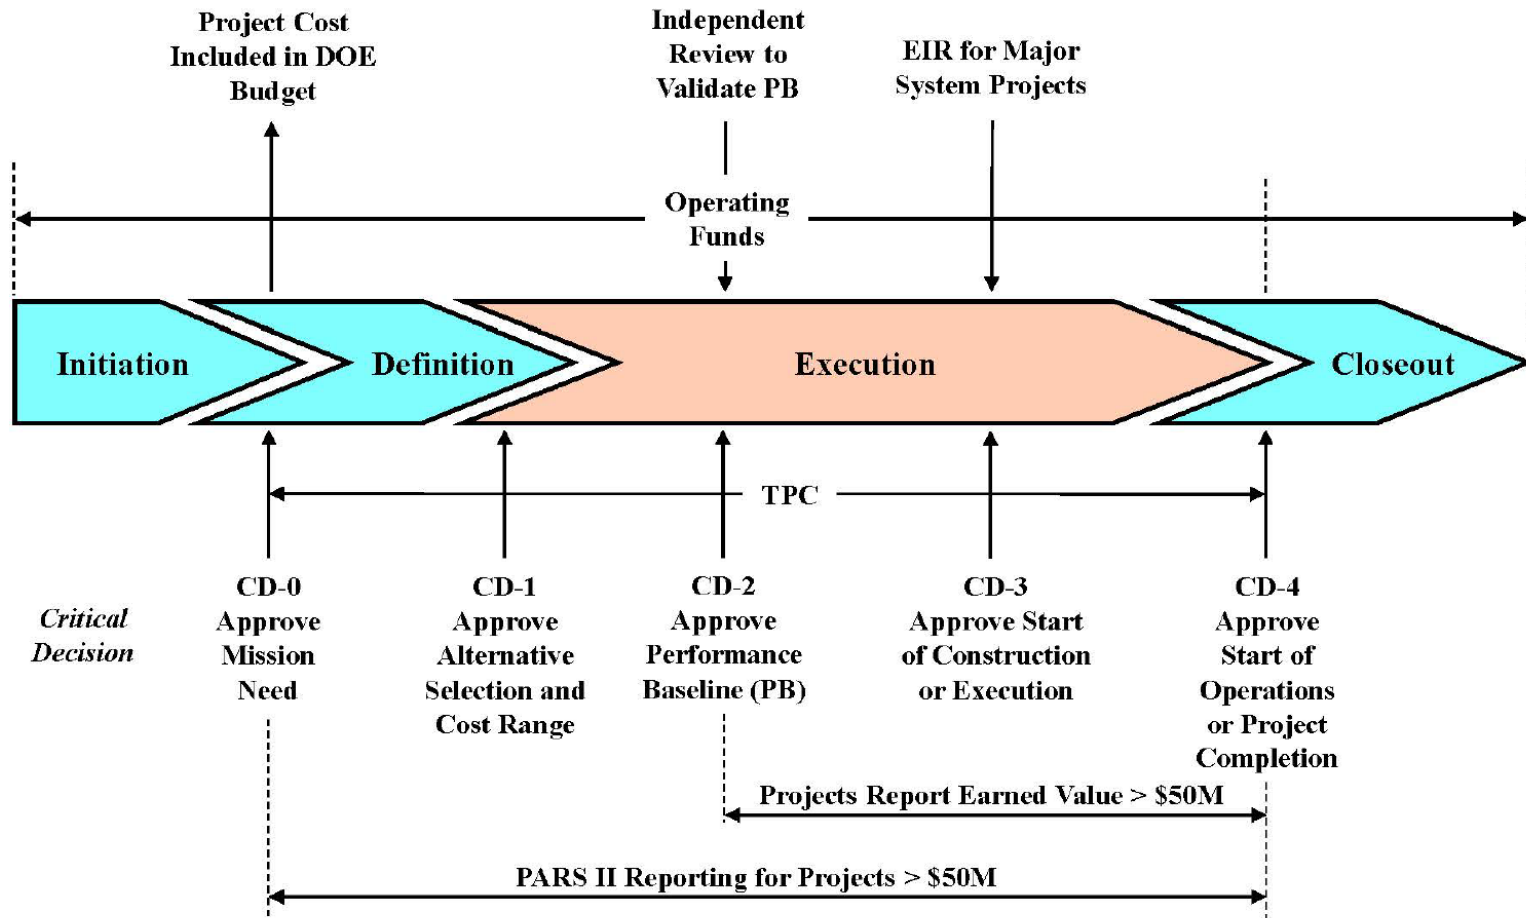 Project Cost
Included in DOE
Budget
Independent
Review to
Validate PB
EIR for Major
System Projects
Operating
Funds
Initiation
Definition
Execution
Closeout
TPC
Critical
Decision
CD-0
Approve
Mission
Need
CD-1
Approve
Alternative
Selection and
Cost Range
CD-2
Approve
Performance
Baseline (PB)
CD-3
Approve Start
of Construction
or Execution
CD-4
Approve
Start of
Operations
or Project
Completion
Projects Report Earned Value > $50M
PARS II Reporting for Projects > $50M